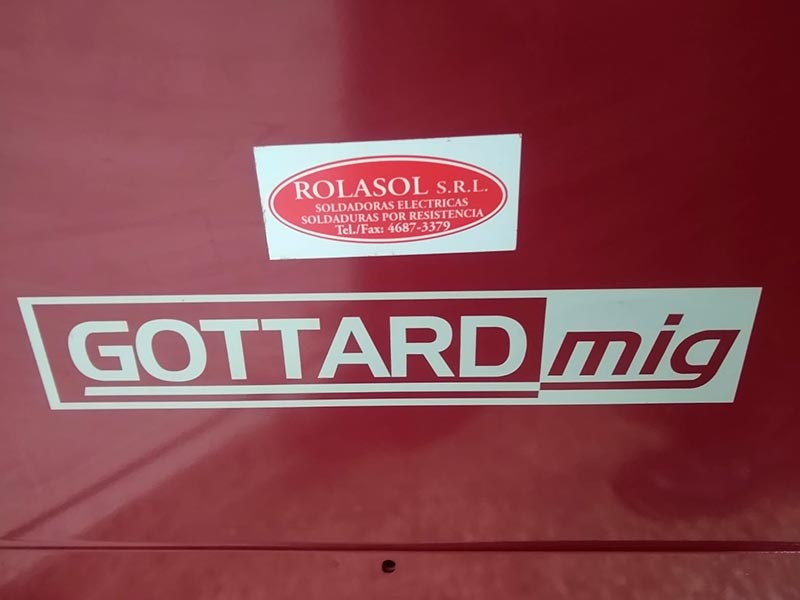 ROLASOL S.R.L.
SOLDADORAS ELECTRICAS
SOLDADURAS POR RESISTENCIA
Tel./Fax: 4687-3379
GOTTARD mig